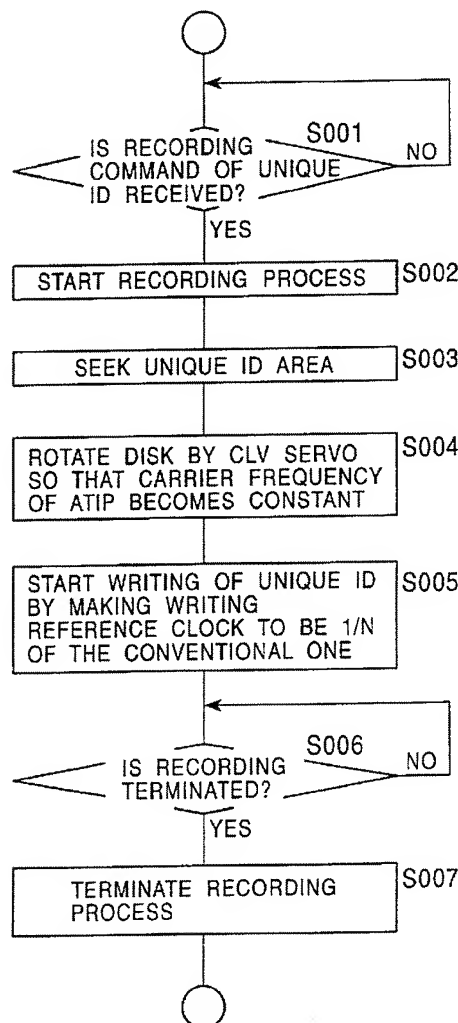 S001
IS RECORDING
COMMAND OF UNIQUE
ID RECEIVED?
NO
YES
START RECORDING PROCESS
S002
SEEK UNIQUE ID AREA
S003
ROTATE DISK BY CLV SERVO
SO THAT CARRIER FREQUENCY
OF ATIP BECOMES CONSTANT
S004
START WRITING OF UNIQUE ID
BY MAKING WRITING
REFERENCE CLOCK TO BE 1/N
OF THE CONVENTIONAL ONE
S005
S006
IS RECORDING
TERMINATED?
NO
YES
TERMINATE RECORDING
PROCESS
S007